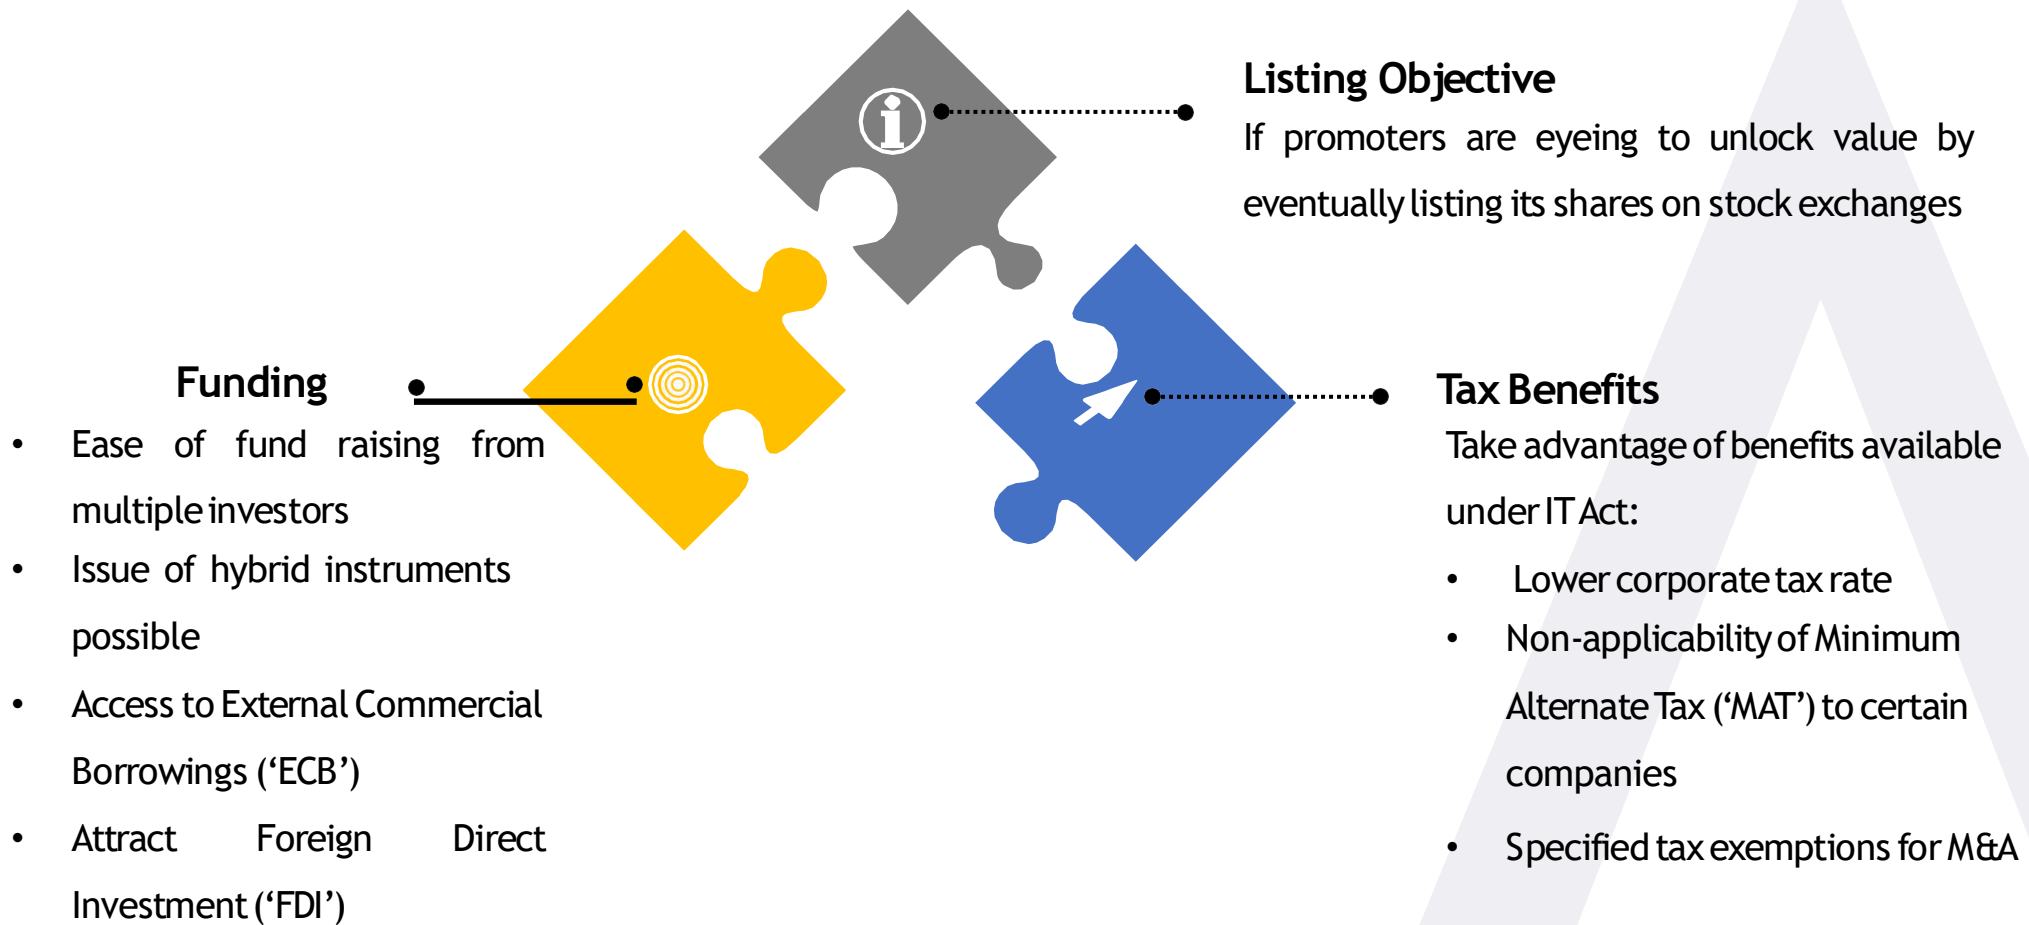 Listing Objective
If promoters are eyeing to unlock value by
eventually listing its shares on stock exchanges
Funding
• Ease of fund raising from
multiple investors
• Issue of hybrid instruments
possible
• Access to External Commercial
Borrowings (‘ECB’)
• Attract Foreign Direct
Investment (‘FDI’)
Tax Benefits
Take advantage of benefits available
under IT Act:
• Lower corporate tax rate
• Non-applicability of Minimum
Alternate Tax (‘MAT’) to certain
companies
• Specified tax exemptions for M&A